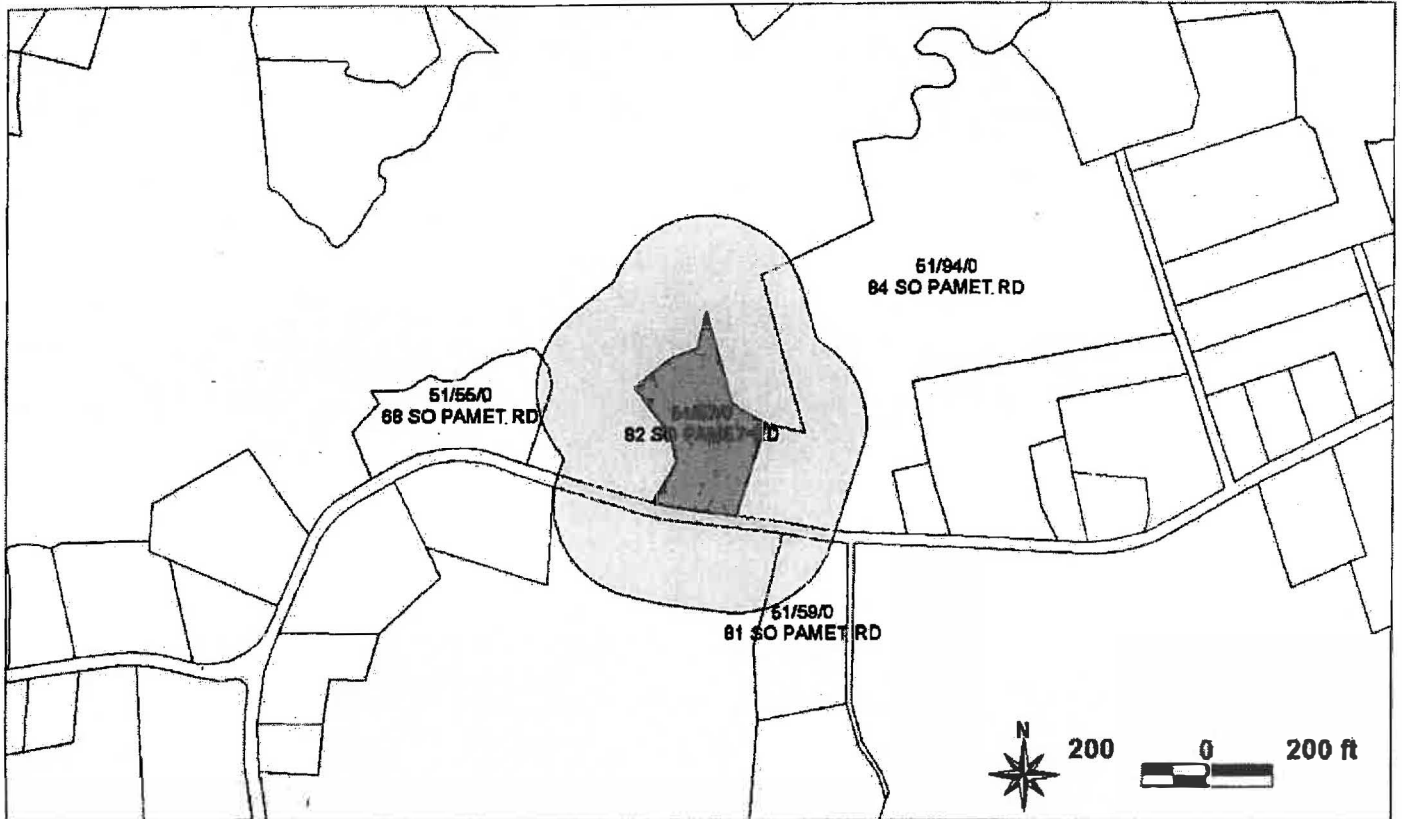 51/94/0
84 SO PAMET RD
51/55/0
68 SO PAMET RD
82 SO PAMET RD
51/59/0
81 SO PAMET RD
N
200 0 200 ft